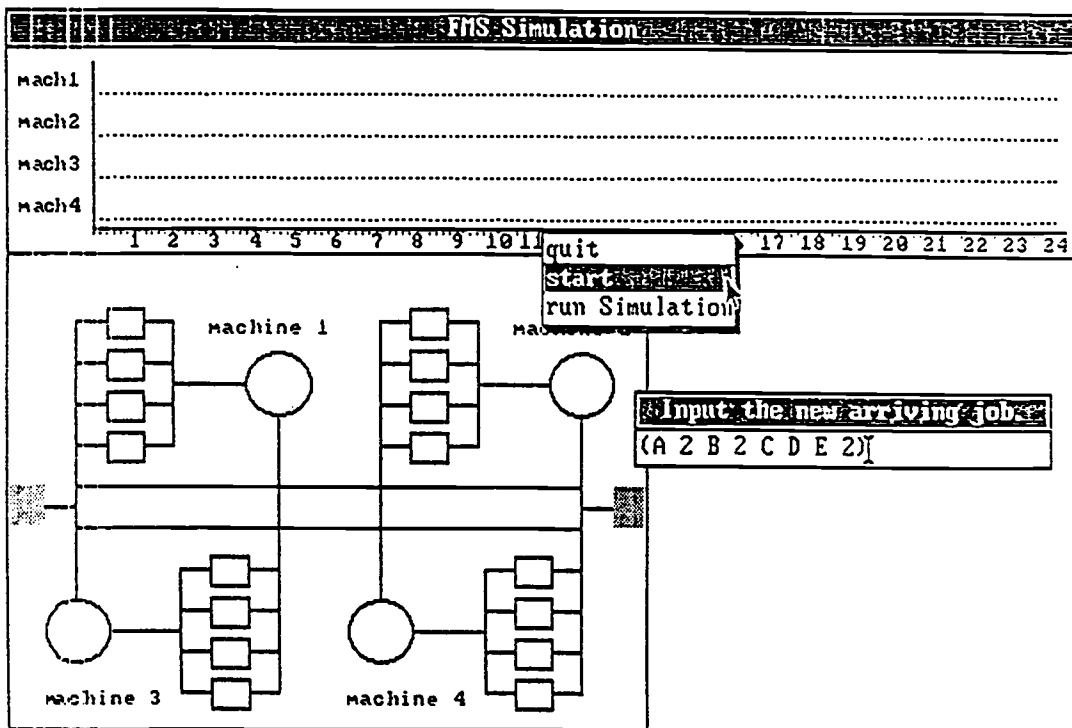 FMS Simulation
mach1
mach2
mach3
mach4
1 2 3 4 5 6 7 8 9 10 11 17 18 19 20 21 22 23 24
quit
start
run Simulation
machine 1
Input the new arriving job.
(A 2 B 2 C D E 2)
machine 3 machine 4